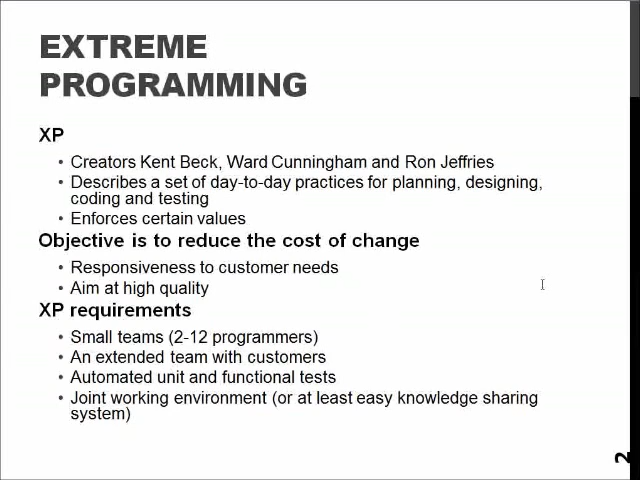 EXTREME
PROGRAMMING
XP
• Creators Kent Beck, Ward Cunningham and Ron Jeffries
• Describes a set of day-to-day practices for planning, designing,
coding and testing
• Enforces certain values
Objective is to reduce the cost of change
• Responsiveness to customer needs
• Aim at high quality
XP requirements
• Small teams (2-12 programmers)
• An extended team with customers
• Automated unit and functional tests
• Joint working environment (or at least easy knowledge sharing
system)
2